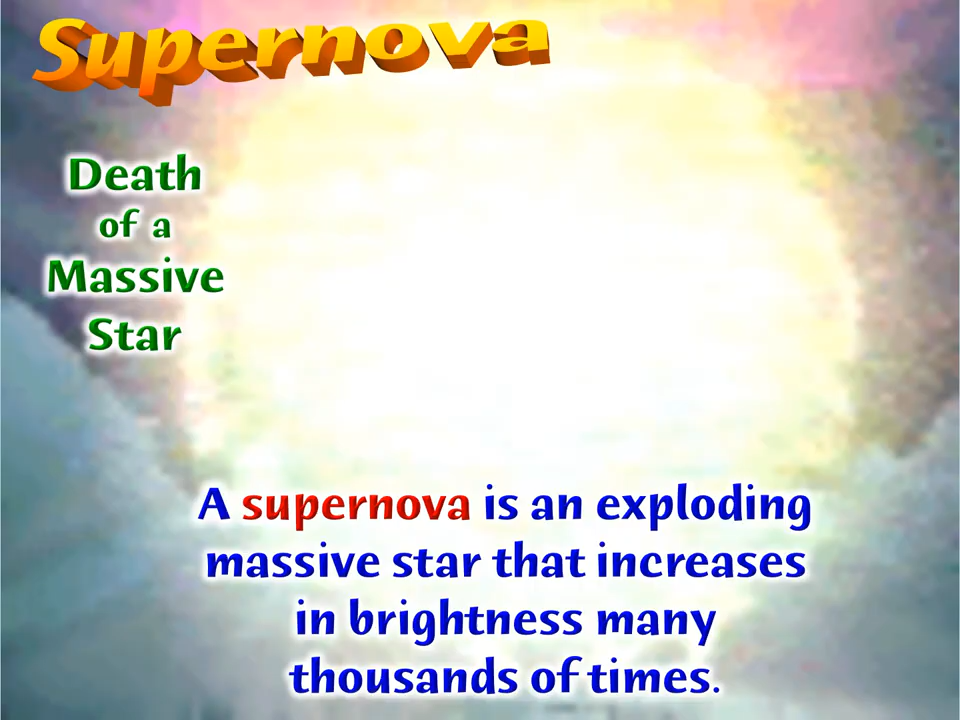 Supernova
Death
of a
Massive
Star
A supernova is an exploding
massive star that increases
in brightness many
thousands of times.